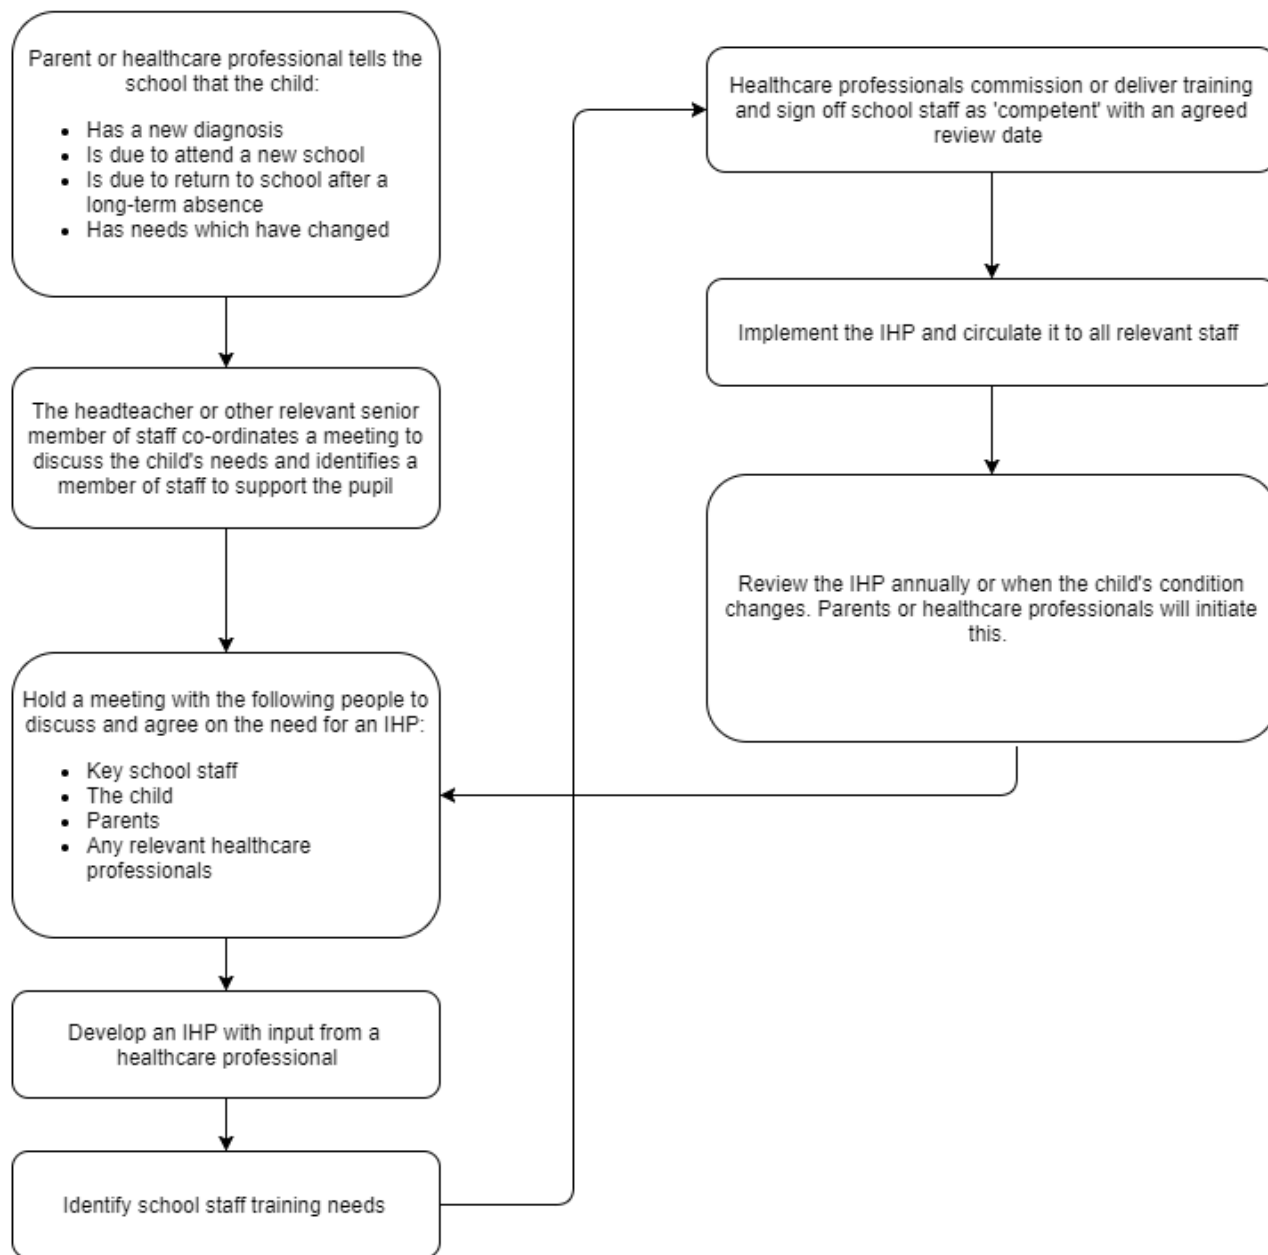 Parent or healthcare professional tells the
school that the child:
• Has a new diagnosis
• Is due to attend a new school
• Is due to return to school after a
long-term absence
• Has needs which have changed
The headteacher or other relevant senior
member of staff co-ordinates a meeting to
discuss the child's needs and identifies a
member of staff to support the pupil
Hold a meeting with the following people to
discuss and agree on the need for an IHP:
• Key school staff
• The child
• Parents
• Any relevant healthcare
professionals
Develop an IHP with input from a
healthcare professional
Identify school staff training needs
Healthcare professionals commission or deliver training
and sign off school staff as 'competent' with an agreed
review date
Implement the IHP and circulate it to all relevant staff
Review the IHP annually or when the child's condition
changes. Parents or healthcare professionals will initiate
this.